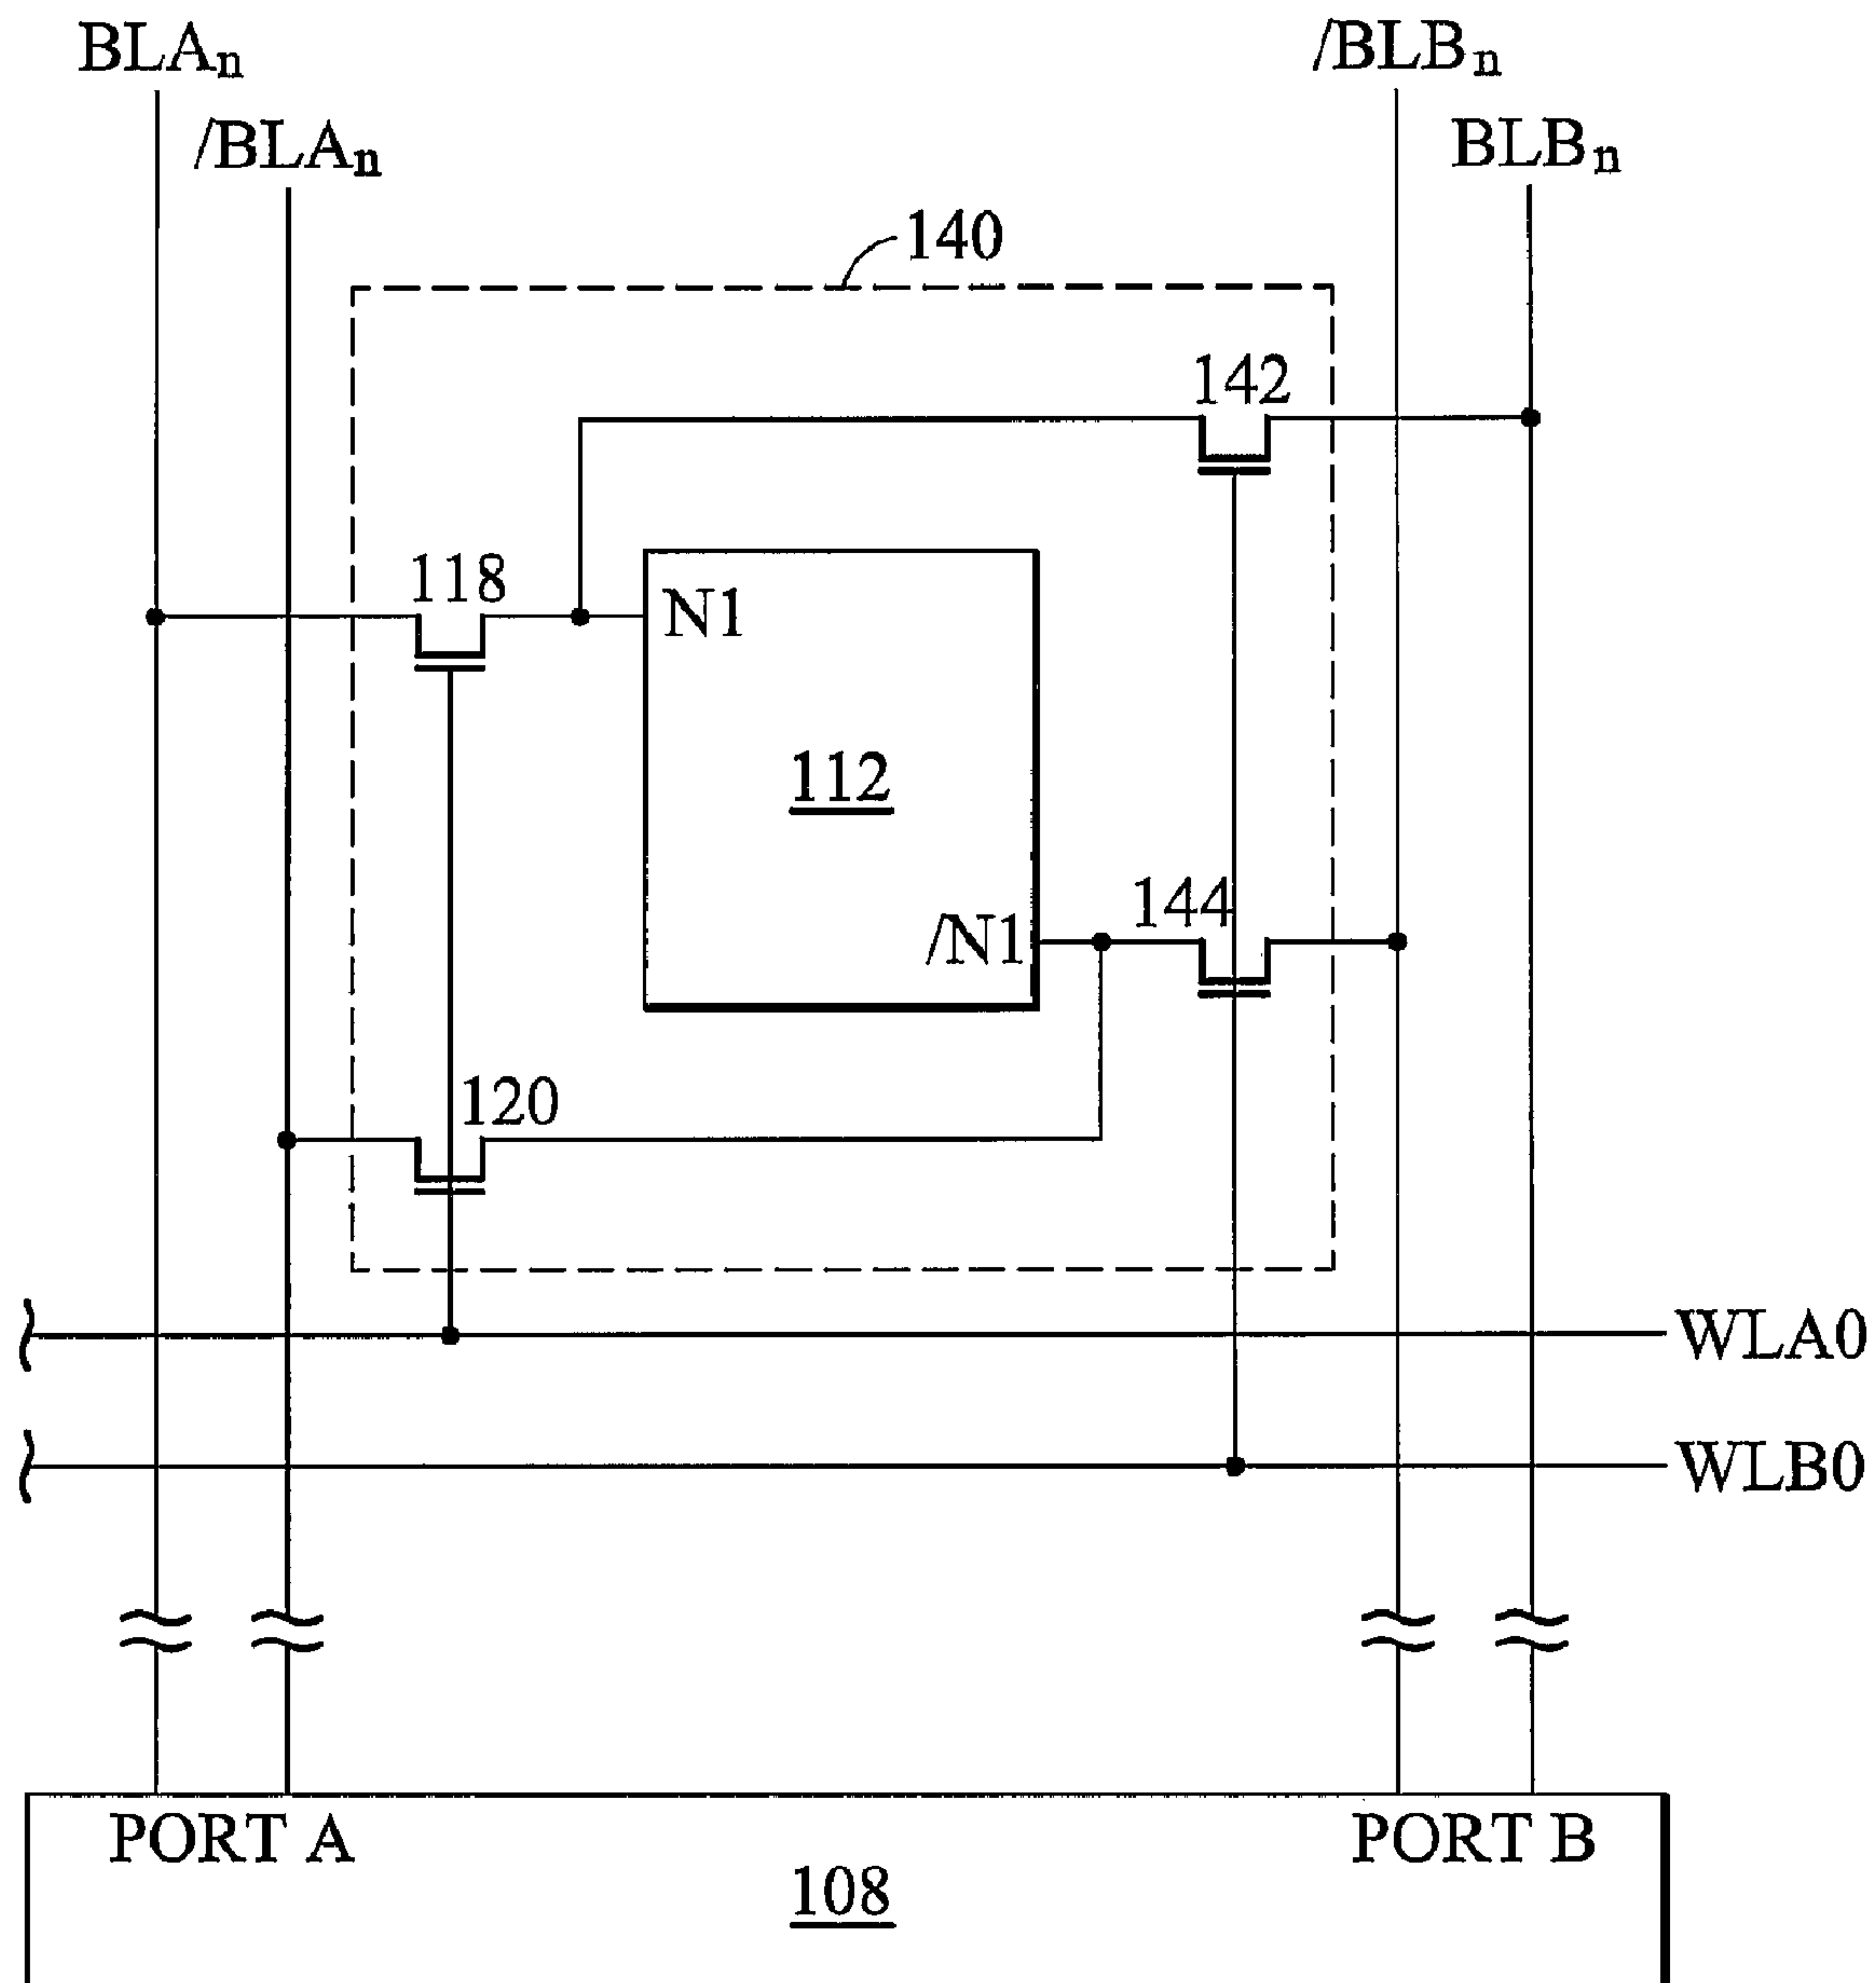 BLAn
/BLBn
/BLAn
BLBn
140
142
118
N1
112
144
/N1
120
WLA0
WLB0
PORT A
PORT B
108